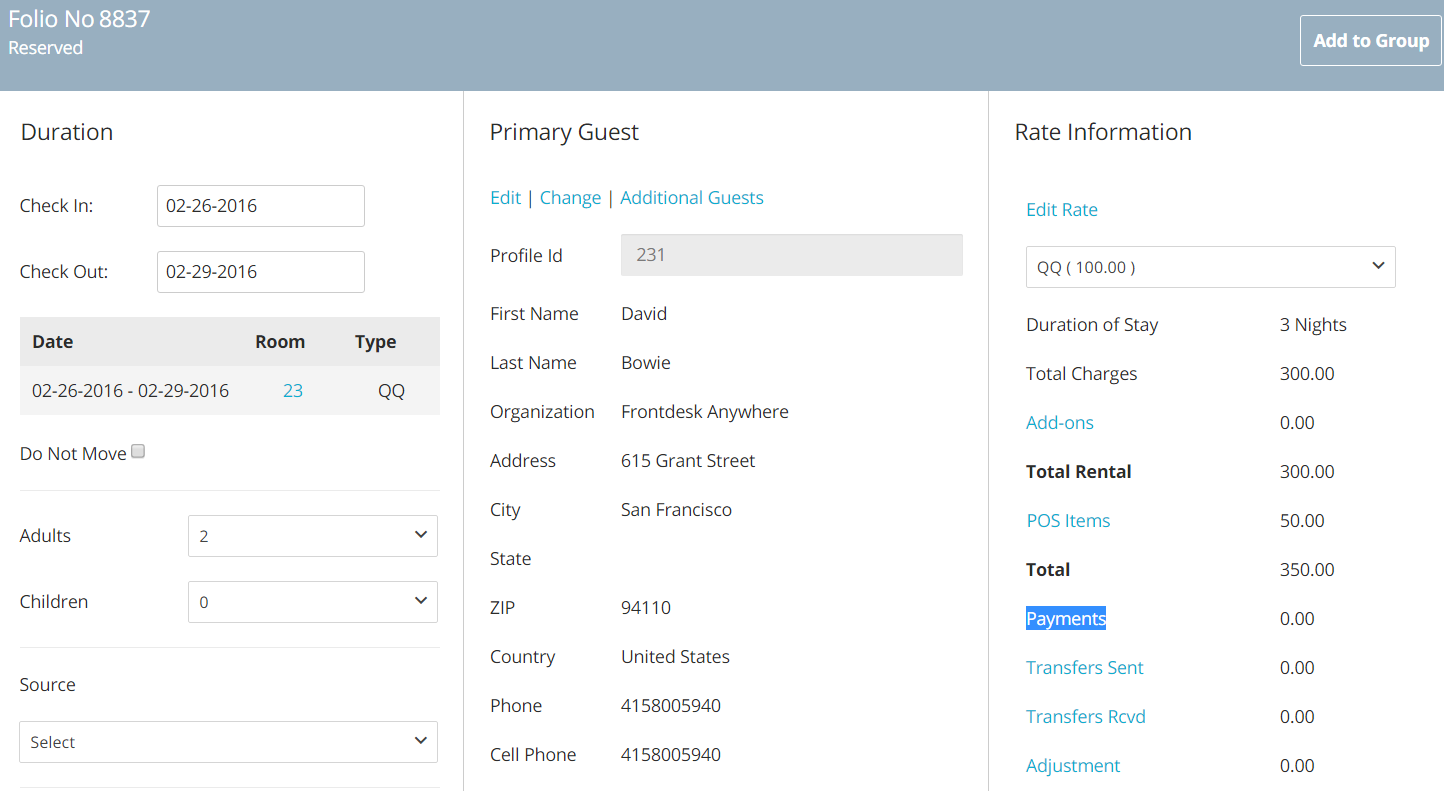 Folio No 8837
Reserved
Add to Group
Duration
Check In: 02-26-2016
Check Out: 02-29-2016
Date Room Type
02-26-2016 - 02-29-2016 23 QQ
Do Not Move
Adults 2
Children 0
Source
Select
Primary Guest
Edit | Change | Additional Guests
Profile Id 231
First Name David
Last Name Bowie
Organization Frontdesk Anywhere
Address 615 Grant Street
City San Francisco
State
ZIP 94110
Country United States
Phone 4158005940
Cell Phone 4158005940
Rate Information
Edit Rate
QQ ( 100.00 )
Duration of Stay 3 Nights
Total Charges 300.00
Add-ons 0.00
Total Rental 300.00
POS Items 50.00
Total 350.00
Payments 0.00
Transfers Sent 0.00
Transfers Rcvd 0.00
Adjustment 0.00